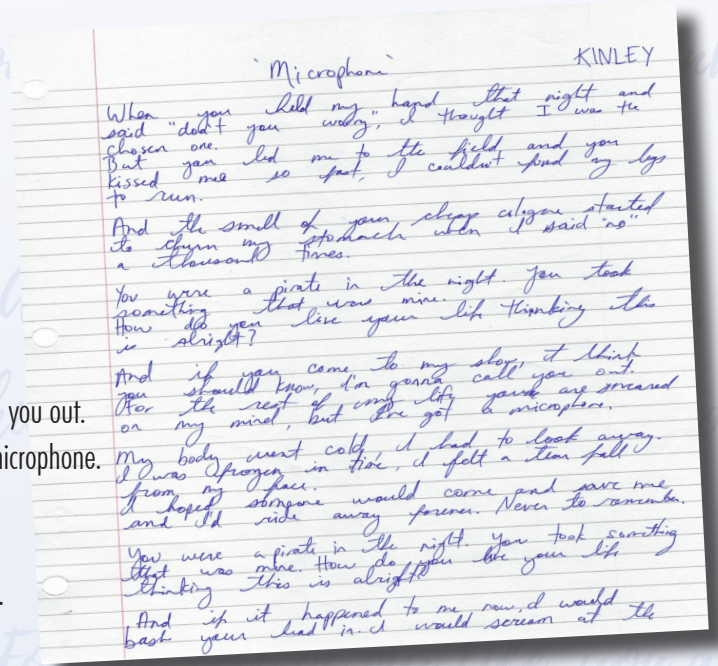 `Microphone`
KINLEY
When you held my hand that night and
said "don't you worry", I thought I was the
chosen one.
But you led me to the field, and you
kissed me so fast, I couldn't find my legs
to run.
And the smell of your cheap cologne started
to churn my stomach when I said "no"
a thousand times.
You were a pirate in the night. You took
something that was mine.
How do you live your life thinking this
is alright?
And if you come to my show, I think
you should know, I'm gonna call you out.
For the rest of my life are smeared
on my mind, but I've got a microphone.
My body went cold, I had to look away.
I was frozen in time, I felt a tear fall
from my face.
I hoped someone would come and save me
and I'd ride away forever. Never to remember.
You were a pirate in the night. You took something
that was mine. How do you live your life
thinking this is alright?
And if it happened to me now, I would
bash your head in. I would scream at the
you out.
microphone.